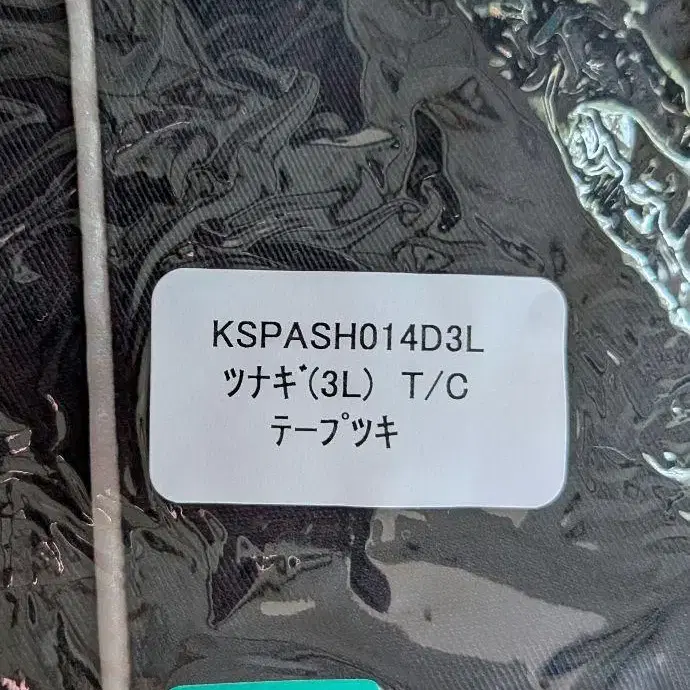 KSPASH014D3L
ﾂﾅｷﾞ(3L) T/C
ﾃｰﾌﾟﾂｷ